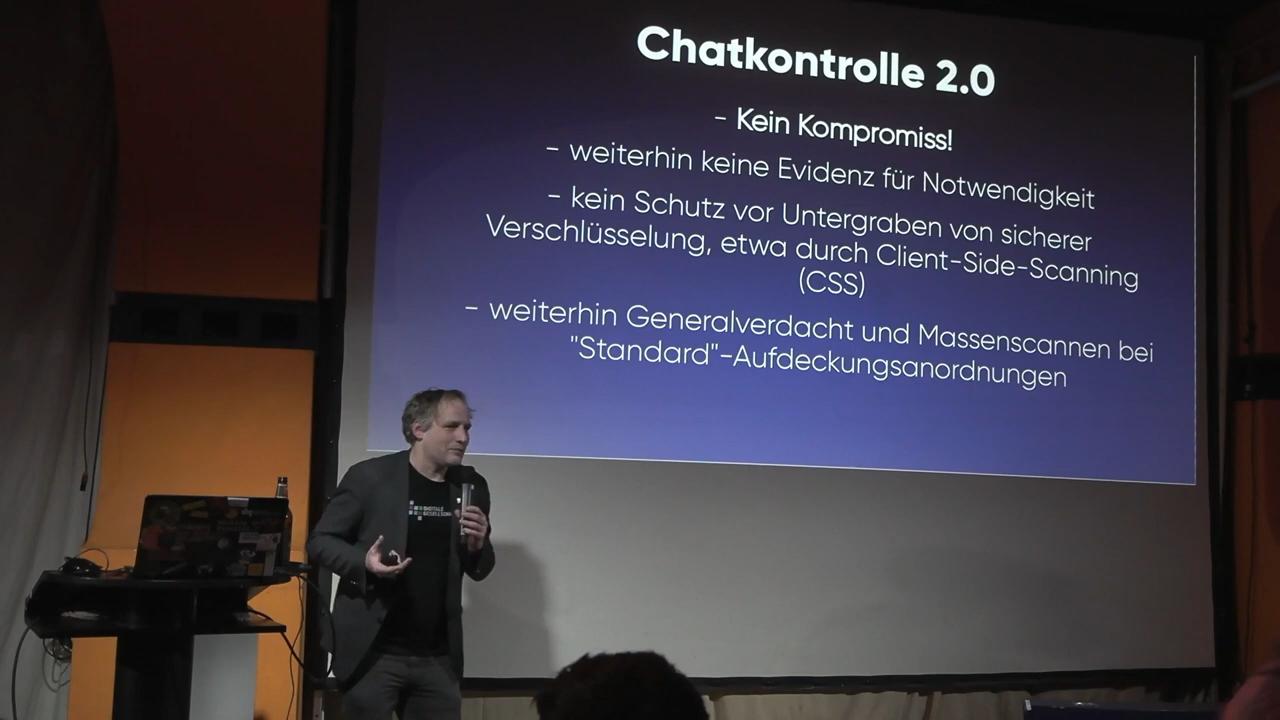 Chatkontrolle 2.0
- Kein Kompromiss!
- weiterhin keine Evidenz für Notwendigkeit
- kein Schutz vor Untergraben von sicherer
Verschlüsselung, etwa durch Client-Side-Scanning
(CSS)
- weiterhin Generalverdacht und Massenscannen bei
"Standard"-Aufdeckungsanordnungen
DIGITALE